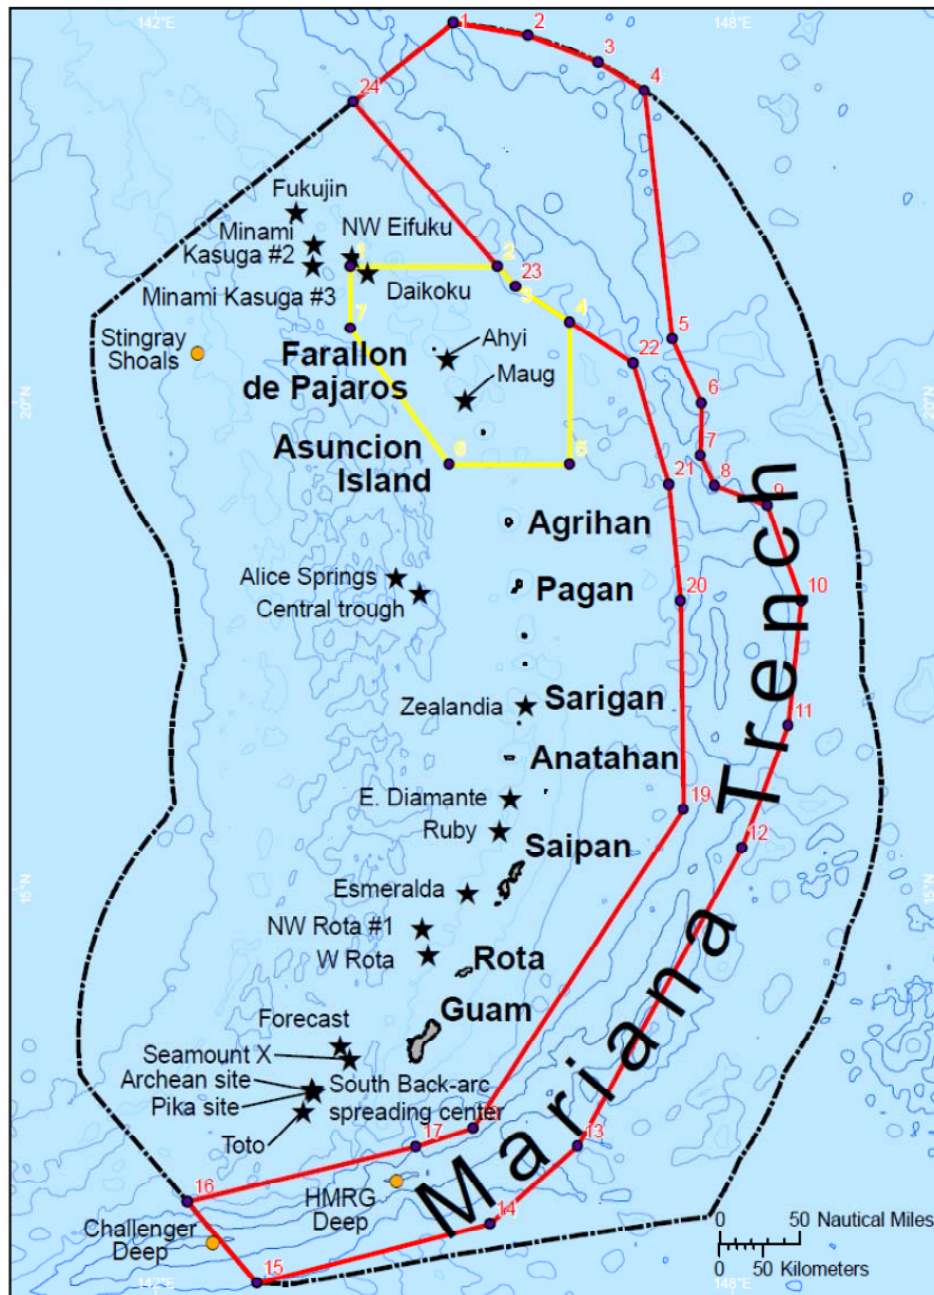 142°E
148°E
1
2
3
4
24
Fukujin
Minami
Kasuga #2
NW Eifuku
1
2
23
3
Minami Kasuga #3
Daikoku
4
7
5
Stingray
Shoals
Farallon
de Pajaros
Ahyi
22
Maug
6
20°N
20°N
7
Asuncion
Island
6
5
21
8
9
Agrihan
Alice Springs
Central trough
Pagan
20
10
Zealandia
Sarigan
11
Anatahan
E. Diamante
19
Ruby
12
Saipan
15°N
15°N
Esmeralda
NW Rota #1
W Rota
Rota
Guam
Forecast
Seamount X
Archean site
Pika site
South Back-arc
spreading center
Toto
17
13
Mariana Trench
16
HMRG
Deep
14
Challenger
Deep
15
0 50 Nautical Miles
0 50 Kilometers
142°E
148°E